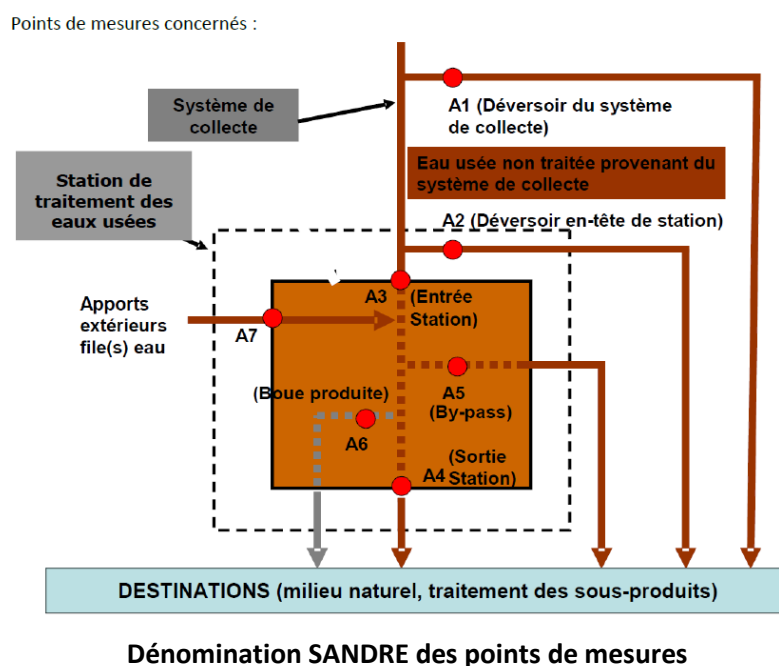 Points de mesures concernés :
Système de
collecte
A1 (Déversoir du système
de collecte)
Eau usée non traitée provenant du
système de collecte
Station de
traitement des
eaux usées
A2 (Déversoir en-tête de station)
A3
(Entrée
Station)
Apports
extérieurs
file(s) eau
A7
(Boue produite)
A5
(By-pass)
A6
(Sortie
Station)
A4
DESTINATIONS (milieu naturel, traitement des sous-produits)
Dénomination SANDRE des points de mesures